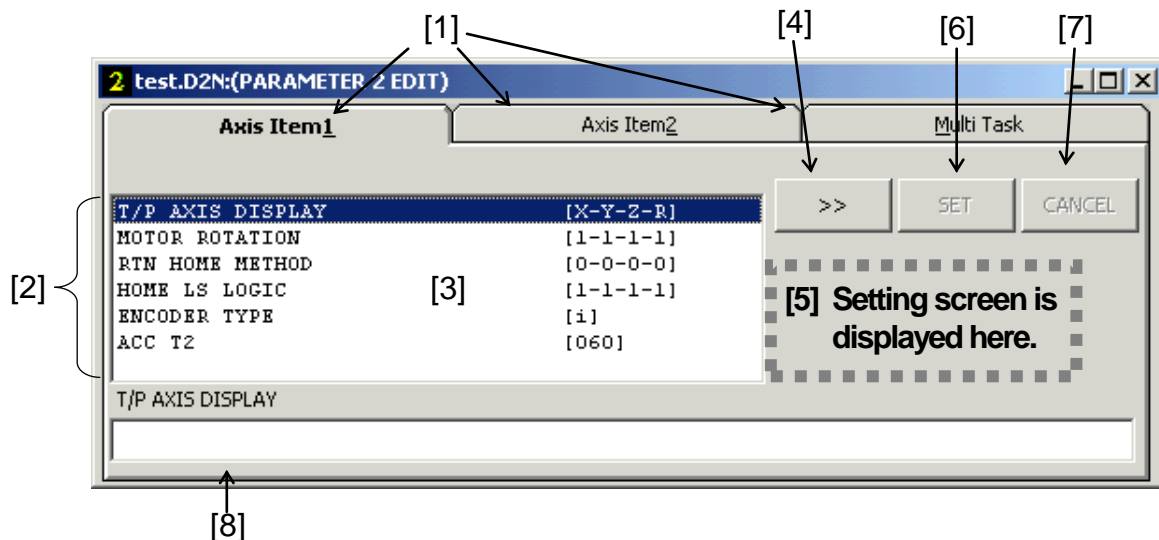 [1] [4] [6] [7]
2 test.D2N:(PARAMETER 2 EDIT)
Axis Item1 Axis Item2 Multi Task
T/P AXIS DISPLAY [X-Y-Z-R]
>> SET CANCEL
MOTOR ROTATION [1-1-1-1]
RTN HOME METHOD [0-0-0-0]
[2] HOME LS LOGIC [3] [1-1-1-1]
ENCODER TYPE [i]
ACC T2 [060]
[5] Setting screen is
displayed here.
T/P AXIS DISPLAY
[8]